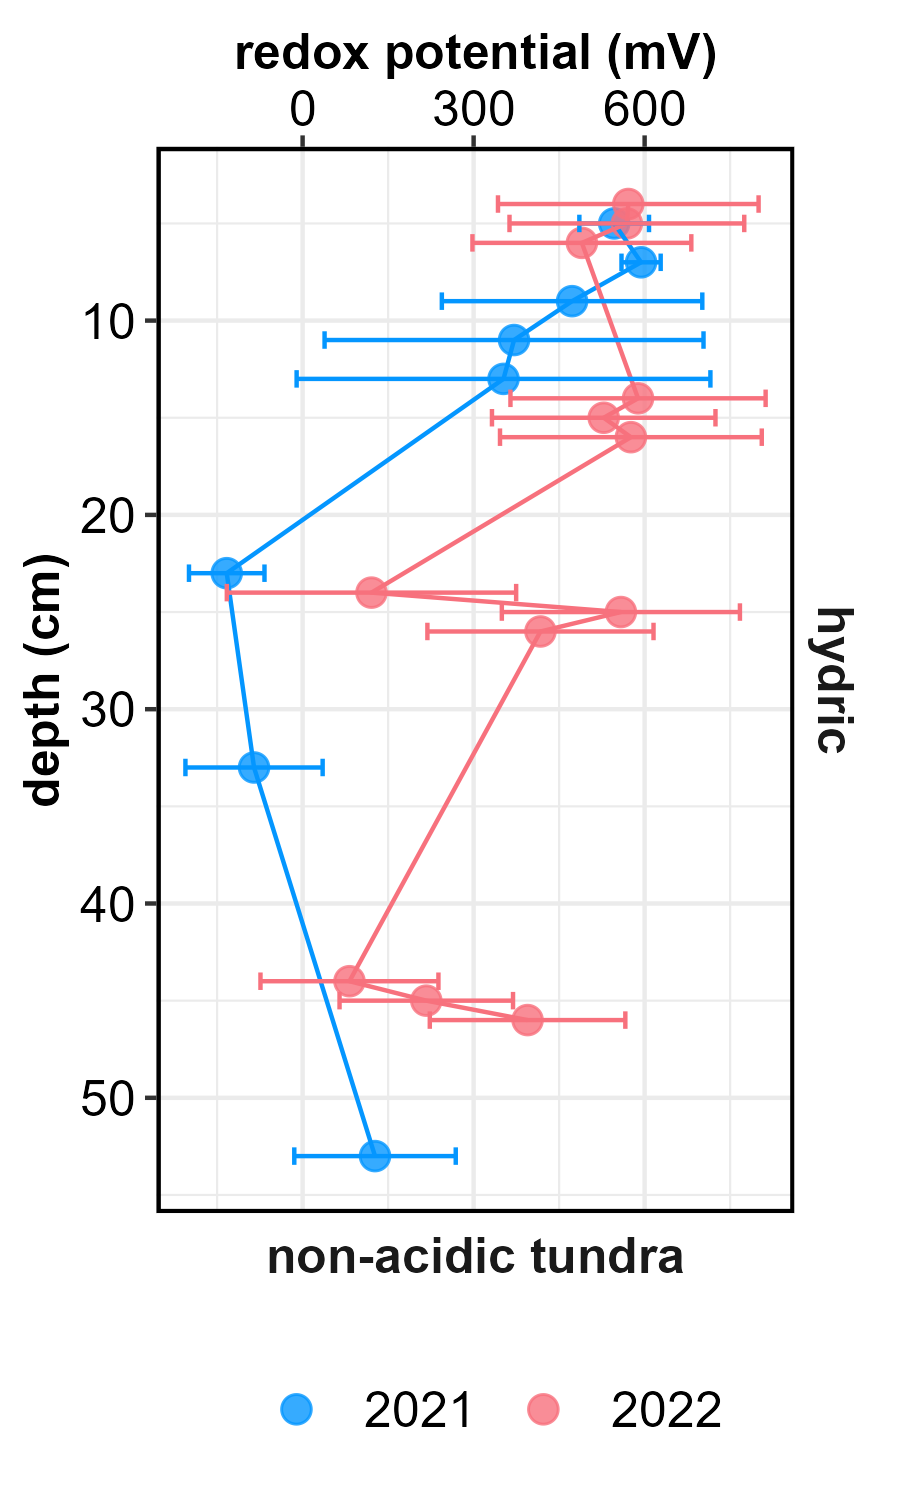 redox potential (mV)
0 300 600
10
20
30
40
50
depth (cm)
hydric
non-acidic tundra
2021 2022